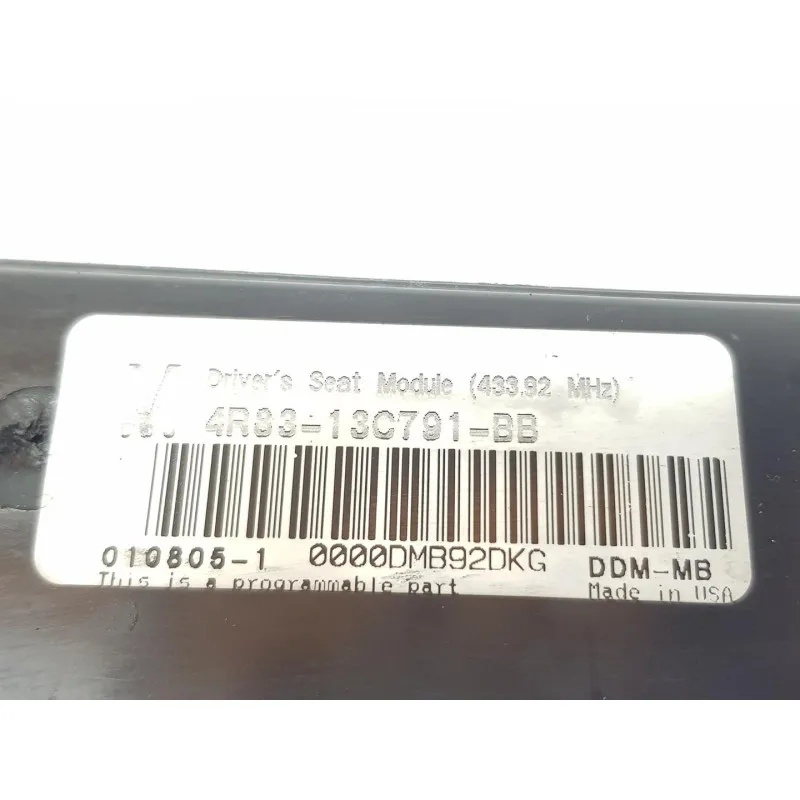 Driver's Seat Module (433.92 MHz)
4R83-13C791-BB
010805-1 0000DMB92DKG DDM-MB
This is a programmable part Made in USA